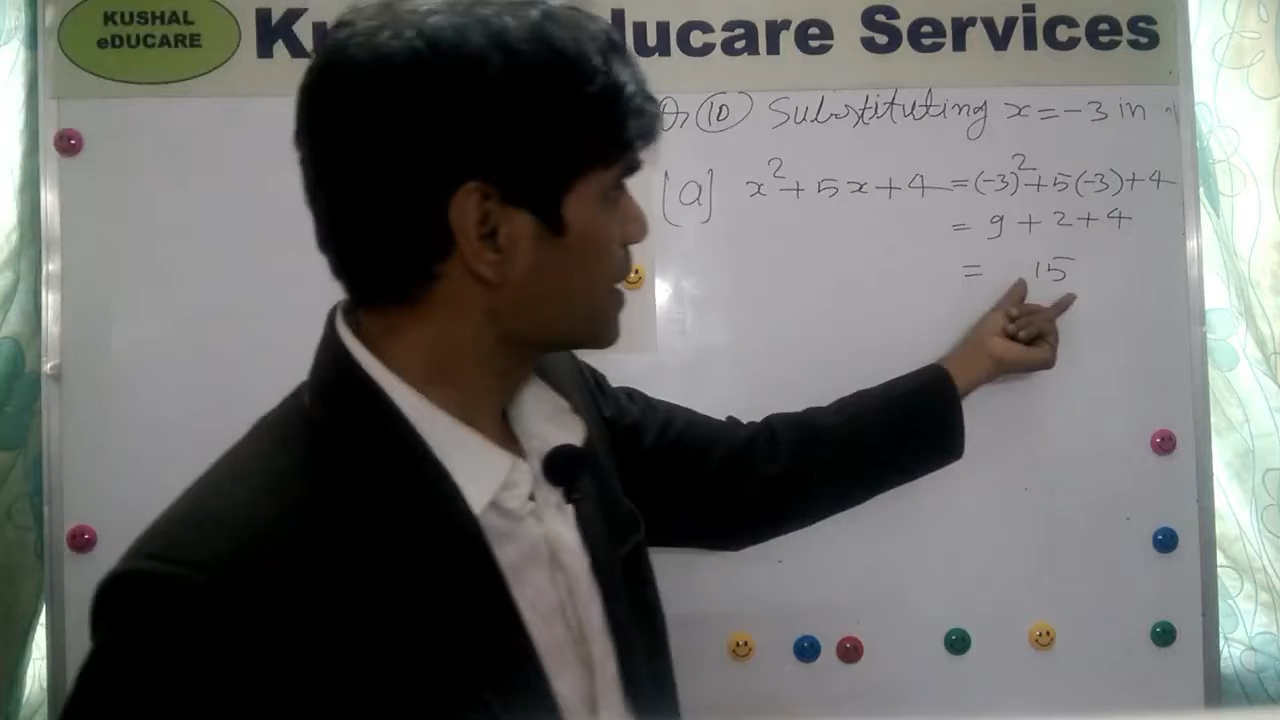 KUSHAL
eDUCARE
ducare Services
⑩ Substituting x=-3 in
[a] x²+5x+4=(-3)²+5(-3)+4
= 9+2+4
= 15